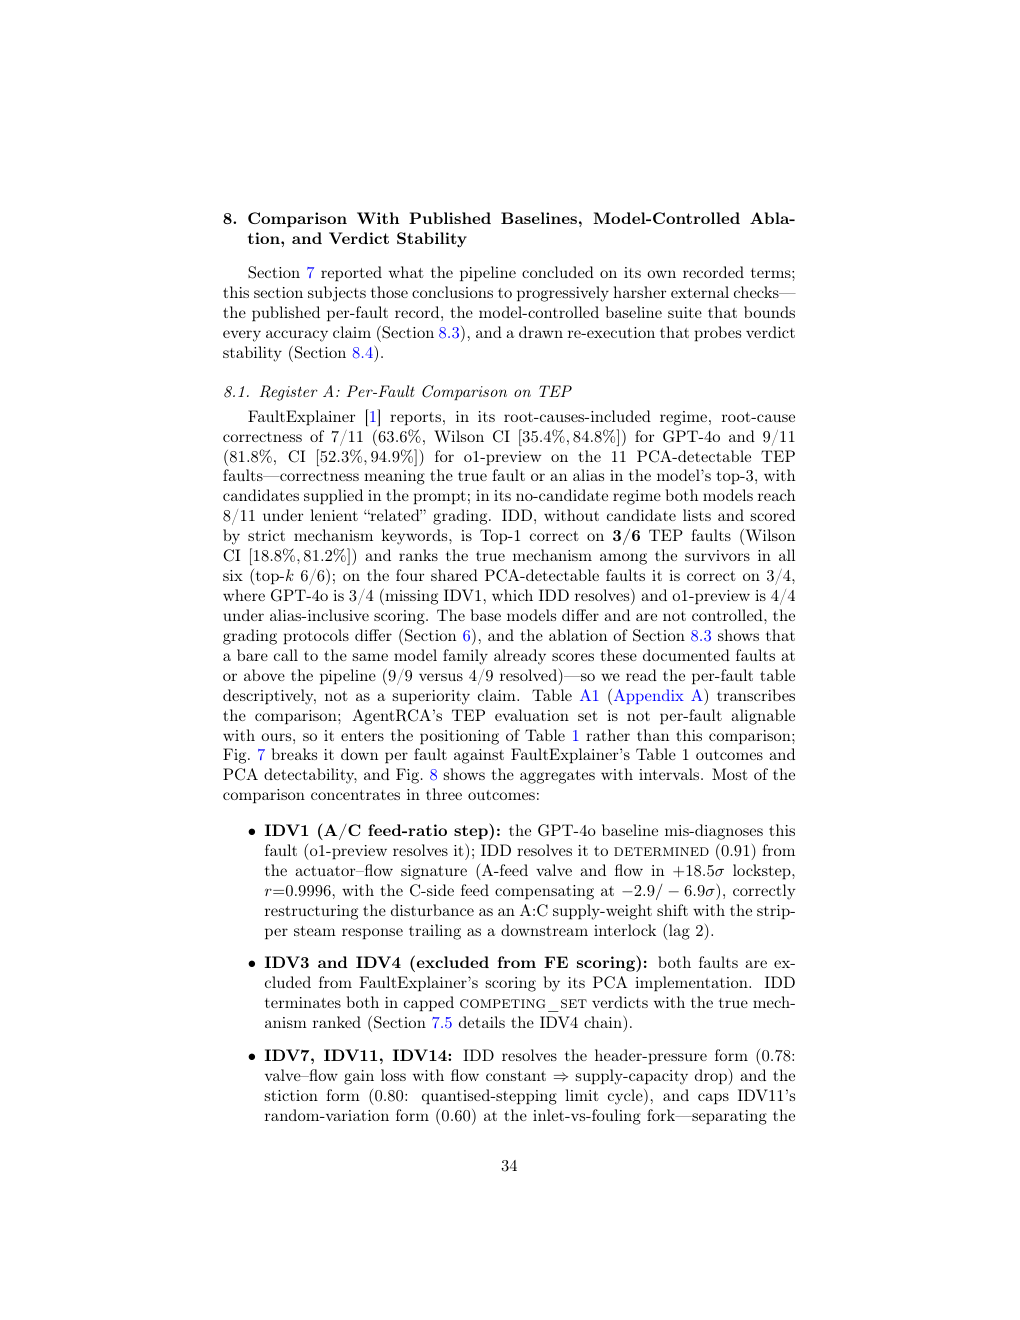 8. Comparison With Published Baselines, Model-Controlled Abla-
tion, and Verdict Stability
Section 7 reported what the pipeline concluded on its own recorded terms;
this section subjects those conclusions to progressively harsher external checks—
the published per-fault record, the model-controlled baseline suite that bounds
every accuracy claim (Section 8.3), and a drawn re-execution that probes verdict
stability (Section 8.4).
8.1. Register A: Per-Fault Comparison on TEP
FaultExplainer [1] reports, in its root-causes-included regime, root-cause
correctness of 7/11 (63.6%, Wilson CI [35.4%, 84.8%]) for GPT-4o and 9/11
(81.8%, CI [52.3%, 94.9%]) for o1-preview on the 11 PCA-detectable TEP
faults—correctness meaning the true fault or an alias in the model's top-3, with
candidates supplied in the prompt; in its no-candidate regime both models reach
8/11 under lenient “related” grading. IDD, without candidate lists and scored
by strict mechanism keywords, is Top-1 correct on 3/6 TEP faults (Wilson
CI [18.8%, 81.2%]) and ranks the true mechanism among the survivors in all
six (top-k 6/6); on the four shared PCA-detectable faults it is correct on 3/4,
where GPT-4o is 3/4 (missing IDV1, which IDD resolves) and o1-preview is 4/4
under alias-inclusive scoring. The base models differ and are not controlled, the
grading protocols differ (Section 6), and the ablation of Section 8.3 shows that
a bare call to the same model family already scores these documented faults at
or above the pipeline (9/9 versus 4/9 resolved)—so we read the per-fault table
descriptively, not as a superiority claim. Table A1 (Appendix A) transcribes
the comparison; AgentRCA's TEP evaluation set is not per-fault alignable
with ours, so it enters the positioning of Table 1 rather than this comparison;
Fig. 7 breaks it down per fault against FaultExplainer's Table 1 outcomes and
PCA detectability, and Fig. 8 shows the aggregates with intervals. Most of the
comparison concentrates in three outcomes:
• IDV1 (A/C feed-ratio step): the GPT-4o baseline mis-diagnoses this
fault (o1-preview resolves it); IDD resolves it to DETERMINED (0.91) from
the actuator–flow signature (A-feed valve and flow in +18.5σ lockstep,
r=0.9996, with the C-side feed compensating at −2.9/ − 6.9σ), correctly
restructuring the disturbance as an A:C supply-weight shift with the strip-
per steam response trailing as a downstream interlock (lag 2).
• IDV3 and IDV4 (excluded from FE scoring): both faults are ex-
cluded from FaultExplainer's scoring by its PCA implementation. IDD
terminates both in capped COMPETING_SET verdicts with the true mech-
anism ranked (Section 7.5 details the IDV4 chain).
• IDV7, IDV11, IDV14: IDD resolves the header-pressure form (0.78:
valve–flow gain loss with flow constant ⇒ supply-capacity drop) and the
stiction form (0.80: quantised-stepping limit cycle), and caps IDV11's
random-variation form (0.60) at the inlet-vs-fouling fork—separating the
34